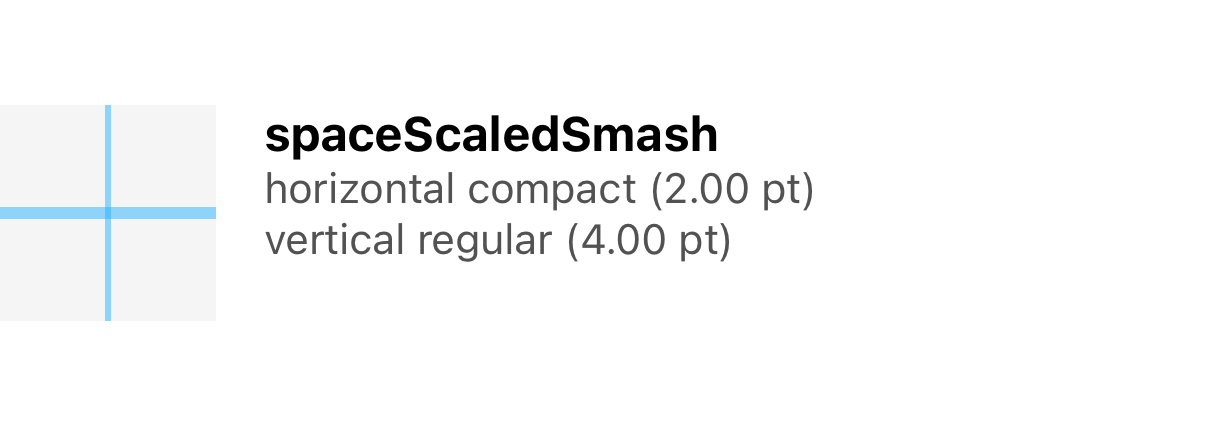 spaceScaledSmash
horizontal compact (2.00 pt)
vertical regular (4.00 pt)